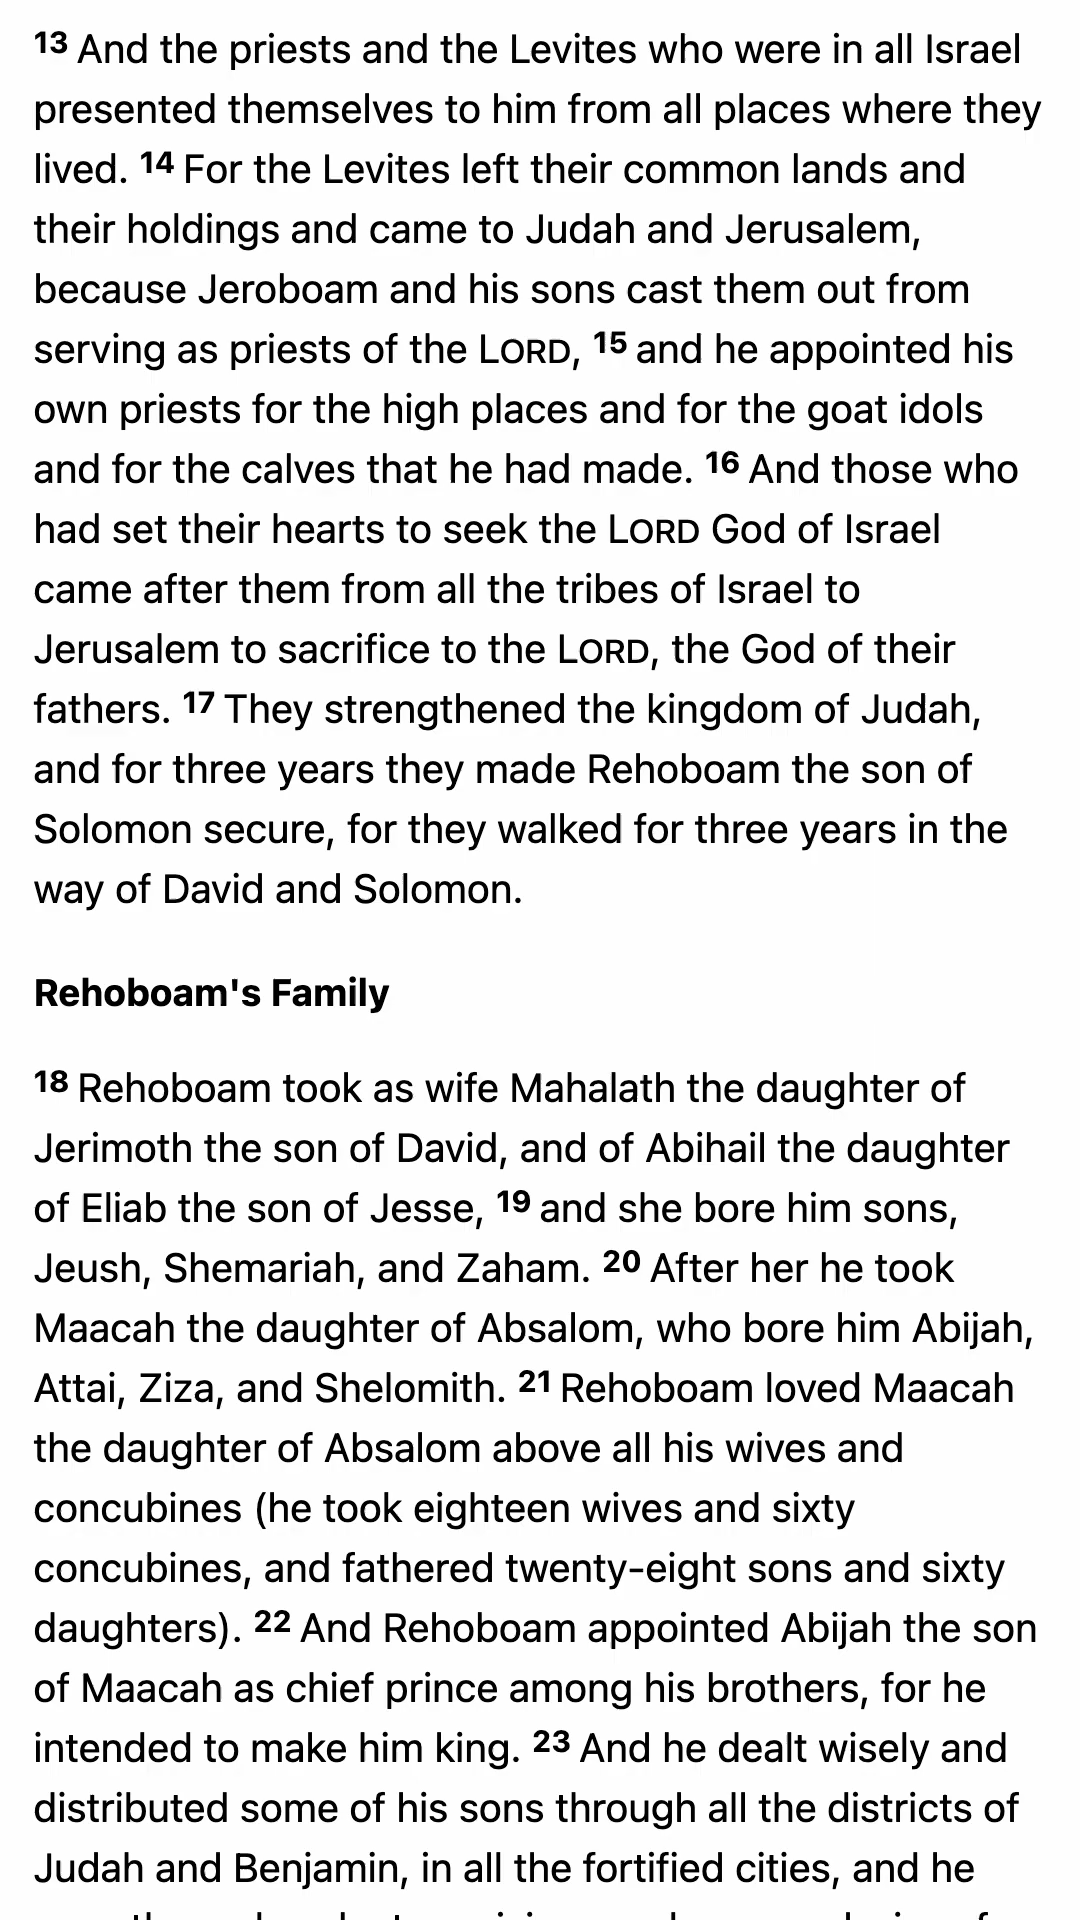 13 And the priests and the Levites who were in all Israel
presented themselves to him from all places where they
lived. 14 For the Levites left their common lands and
their holdings and came to Judah and Jerusalem,
because Jeroboam and his sons cast them out from
serving as priests of the LORD, 15 and he appointed his
own priests for the high places and for the goat idols
and for the calves that he had made. 16 And those who
had set their hearts to seek the LORD God of Israel
came after them from all the tribes of Israel to
Jerusalem to sacrifice to the LORD, the God of their
fathers. 17 They strengthened the kingdom of Judah,
and for three years they made Rehoboam the son of
Solomon secure, for they walked for three years in the
way of David and Solomon.
Rehoboam's Family
18 Rehoboam took as wife Mahalath the daughter of
Jerimoth the son of David, and of Abihail the daughter
of Eliab the son of Jesse, 19 and she bore him sons,
Jeush, Shemariah, and Zaham. 20 After her he took
Maacah the daughter of Absalom, who bore him Abijah,
Attai, Ziza, and Shelomith. 21 Rehoboam loved Maacah
the daughter of Absalom above all his wives and
concubines (he took eighteen wives and sixty
concubines, and fathered twenty-eight sons and sixty
daughters). 22 And Rehoboam appointed Abijah the son
of Maacah as chief prince among his brothers, for he
intended to make him king. 23 And he dealt wisely and
distributed some of his sons through all the districts of
Judah and Benjamin, in all the fortified cities, and he